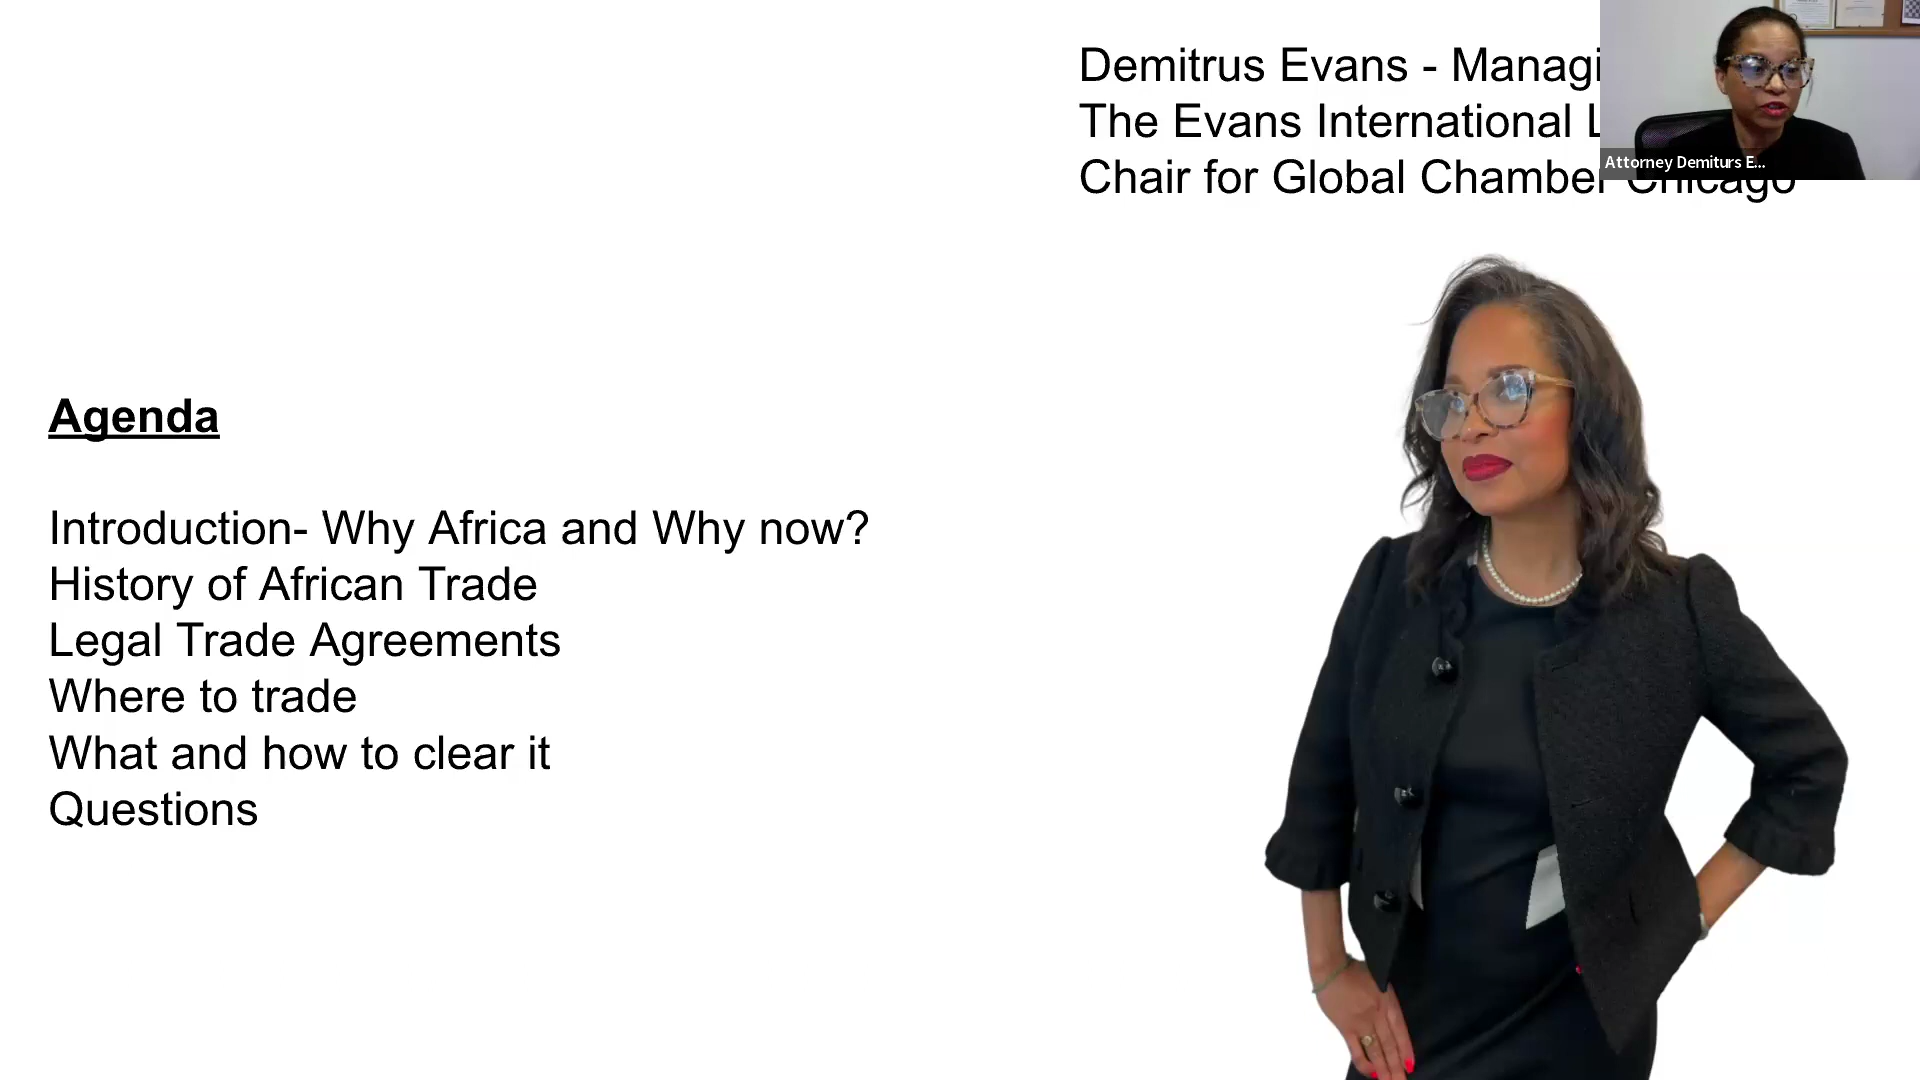 Demitrus Evans - Managi
The Evans International L
Chair for Global Chamber Chicago
Attorney Demiturs E...
Agenda
Introduction- Why Africa and Why now?
History of African Trade
Legal Trade Agreements
Where to trade
What and how to clear it
Questions